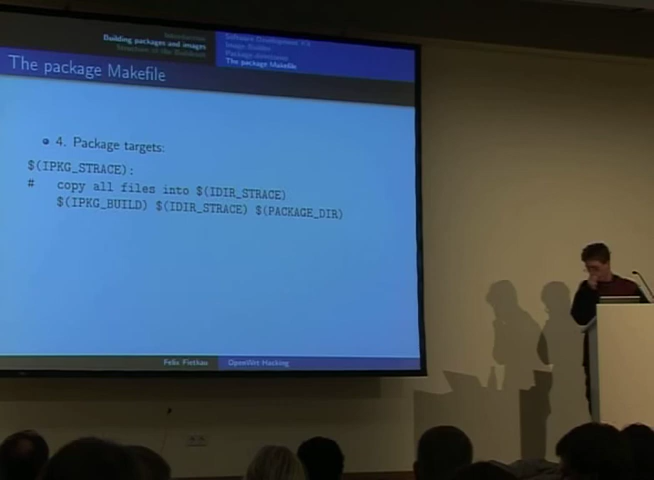 Introduction
Building packages and images
Structure of the Buildroot
Software Development Kit
Image Builder
Package directories
The package Makefile
The package Makefile
4. Package targets:
$(IPKG_STRACE):
# copy all files into $(IDIR_STRACE)
$(IPKG_BUILD) $(IDIR_STRACE) $(PACKAGE_DIR)
Felix Fietkau OpenWrt Hacking